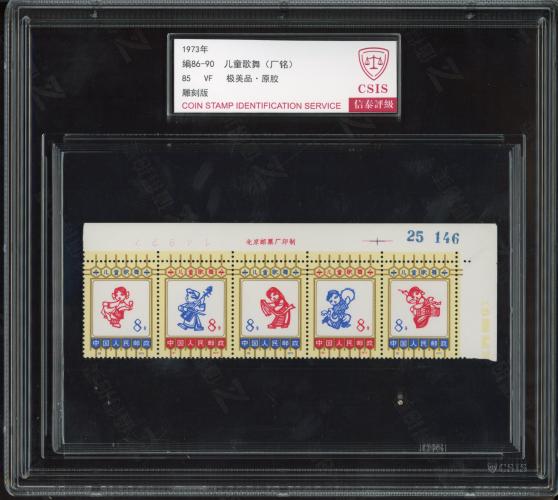 1973年
編86-90 儿童歌舞（厂铭）
85 VF 极美品·原胶
雕刻版
COIN STAMP IDENTIFICATION SERVICE
CSIS
信泰評級
北京邮票厂印制
25 146
儿童歌舞 儿童歌舞 儿童歌舞 儿童歌舞 儿童歌舞
8分 8分 8分 8分 8分
中国人民邮政 中国人民邮政 中国人民邮政 中国人民邮政 中国人民邮政
CSIS